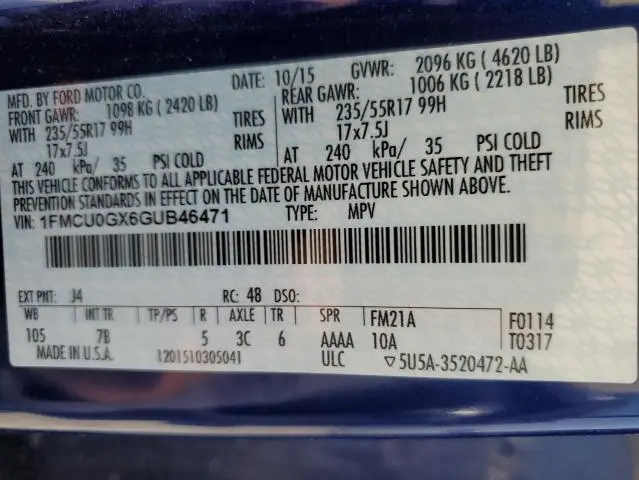 MFD. BY FORD MOTOR CO. DATE: 10/15 GVWR: 2096 KG ( 4620 LB)
FRONT GAWR: 1098 KG ( 2420 LB) REAR GAWR: 1006 KG ( 2218 LB)
WITH 235/55R17 99H TIRES WITH 235/55R17 99H TIRES
17x7.5J RIMS 17x7.5J RIMS
AT 240 kPa/ 35 PSI COLD AT 240 kPa/ 35 PSI COLD
THIS VEHICLE CONFORMS TO ALL APPLICABLE FEDERAL MOTOR VEHICLE SAFETY AND THEFT
PREVENTION STANDARDS IN EFFECT ON THE DATE OF MANUFACTURE SHOWN ABOVE.
VIN: 1FMCU0GX6GUB46471 TYPE: MPV
EXT PNT: J4 RC: 48 DSO:
WB INT TR TP/PS R AXLE TR SPR FM21A F0114
105 7B 5 3C 6 AAAA 10A T0317
MADE IN U.S.A. 1201510305041 ULC ▽5U5A-3520472-AA